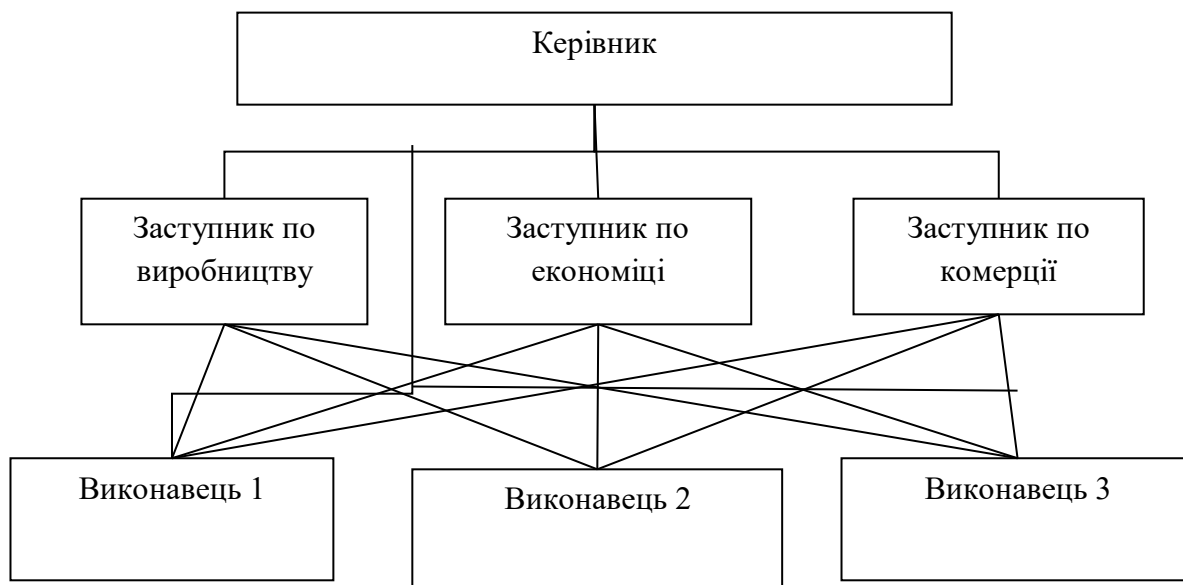 Керівник
Заступник по
виробництву
Заступник по
економіці
Заступник по
комерції
Виконавець 1
Виконавець 2
Виконавець 3